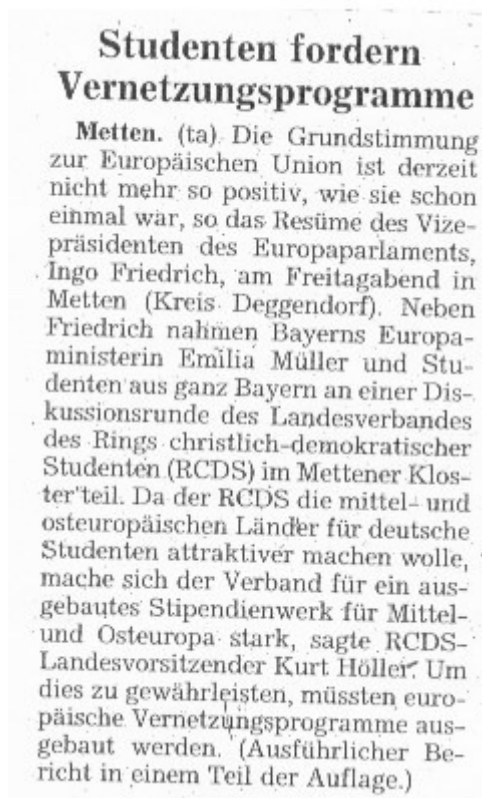 Studenten fordern
Vernetzungsprogramme
Metten. (ta) Die Grundstimmung
zur Europäischen Union ist derzeit
nicht mehr so positiv, wie sie schon
einmal war, so das Resüme des Vize-
präsidenten des Europaparlaments,
Ingo Friedrich, am Freitagabend in
Metten (Kreis Deggendorf). Neben
Friedrich nahmen Bayerns Europa-
ministerin Emilia Müller und Stu-
denten aus ganz Bayern an einer Dis-
kussionsrunde des Landesverbandes
des Rings christlich-demokratischer
Studenten (RCDS) im Mettener Klos-
ter teil. Da der RCDS die mittel- und
osteuropäischen Länder für deutsche
Studenten attraktiver machen wolle,
mache sich der Verband für ein aus-
gebautes Stipendienwerk für Mittel-
und Osteuropa stark, sagte RCDS-
Landesvorsitzender Kurt Höller. Um
dies zu gewährleisten, müssten euro-
päische Vernetzungsprogramme aus-
gebaut werden. (Ausführlicher Be-
richt in einem Teil der Auflage.)